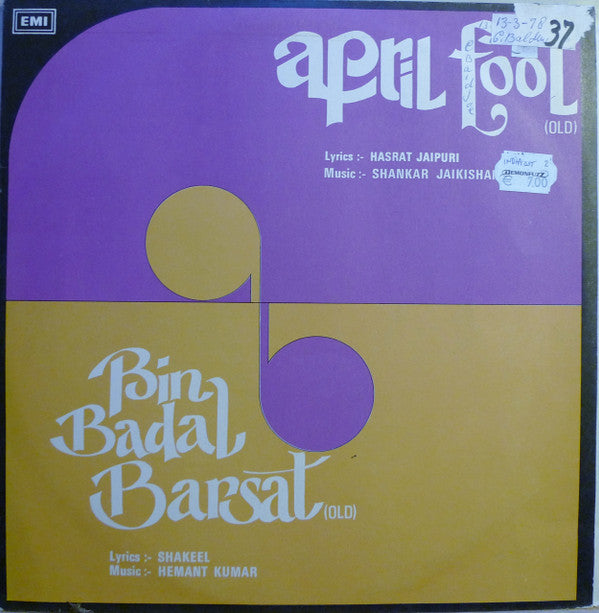 EMI
13-3-78
37
april fool
(OLD)
Lyrics :- HASRAT JAIPURI
Music :- SHANKAR JAIKISHAN
2
€ 7.00
Bin
Badal
Barsat (OLD)
Lyrics :- SHAKEEL
Music :- HEMANT KUMAR